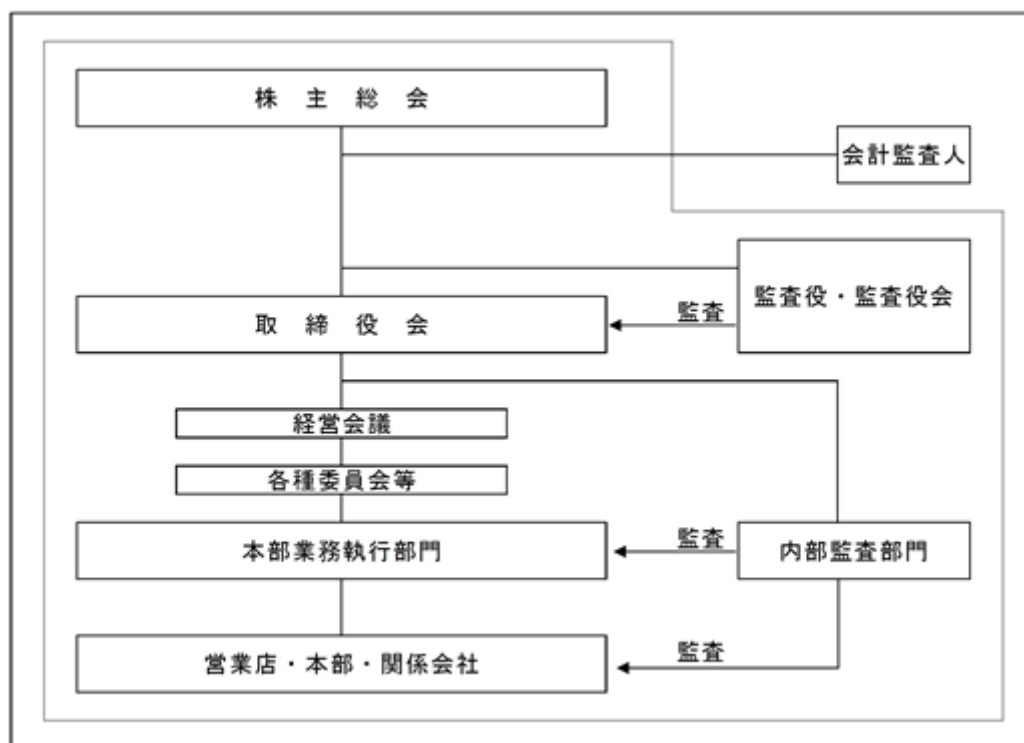 株主総会
会計監査人
監査役・監査役会
監査
取締役会
経営会議
各種委員会等
本部業務執行部門
監査
内部監査部門
営業店・本部・関係会社
監査